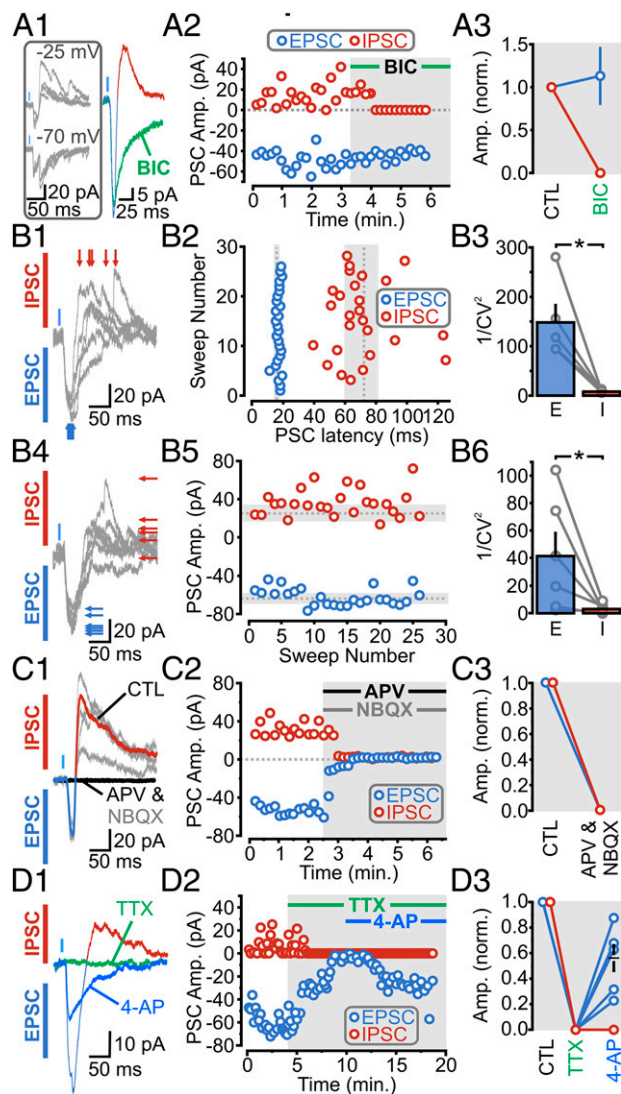 A1
-25 mV
-70 mV
20 pA
50 ms
BIC
5 pA
25 ms
A2
EPSC IPSC
BIC
PSC Amp. (pA)
40
20
0
-20
-40
-60
0 1 2 3 4 5 6
Time (min.)
A3
Amp. (norm.)
1.5
1.0
0.5
0.0
CTL
BIC
B1
IPSC
EPSC
20 pA
50 ms
B2
Sweep Number
30
20
10
0
EPSC
IPSC
0 20 40 60 80 100 120
PSC latency (ms)
B3
1/CV²
300
200
150
100
0
*
E I
B4
IPSC
EPSC
20 pA
50 ms
B5
PSC Amp. (pA)
80
40
0
-40
-80
0 5 10 15 20 25 30
Sweep Number
B6
1/CV²
100
80
60
40
20
0
*
E I
C1
IPSC
EPSC
CTL
APV &
NBQX
20 pA
50 ms
C2
PSC Amp. (pA)
80
40
0
-40
-80
APV
NBQX
EPSC
IPSC
0 1 2 3 4 5 6
Time (min.)
C3
Amp. (norm.)
1.0
0.5
0.0
CTL
APV &
NBQX
D1
IPSC
EPSC
TTX
4-AP
10 pA
50 ms
D2
PSC Amp. (pA)
40
20
0
-20
-40
-60
-80
TTX
4-AP
EPSC
IPSC
0 5 10 15 20
Time (min.)
D3
Amp. (norm.)
1.0
0.8
0.6
0.4
0.2
0.0
CTL
TTX
4-AP